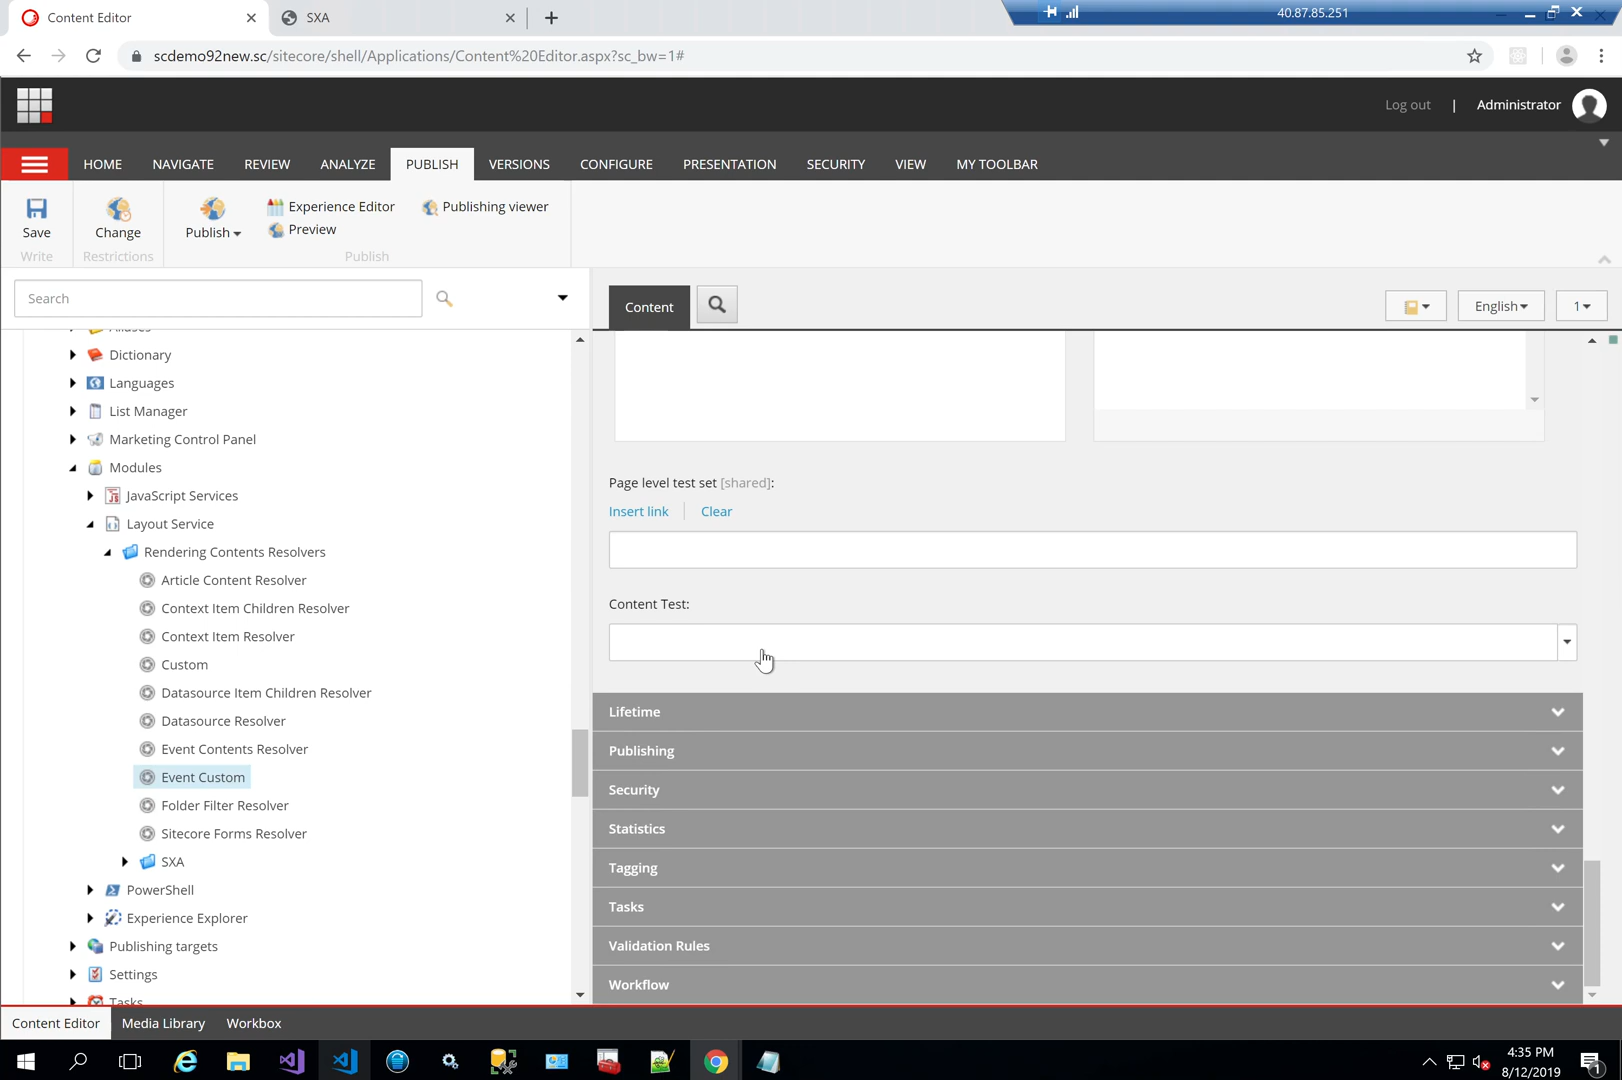 Content Editor
SXA
40.87.85.251
scdemo92new.sc/sitecore/shell/Applications/Content%20Editor.aspx?sc_bw=1#
Log out | Administrator
HOME NAVIGATE REVIEW ANALYZE PUBLISH VERSIONS CONFIGURE PRESENTATION SECURITY VIEW MY TOOLBAR
Experience Editor Publishing viewer
Preview
Save Change Publish
Write Restrictions Publish
Search
Content
English
1
Aliases
Dictionary
Languages
List Manager
Marketing Control Panel
Modules
JavaScript Services
Layout Service
Rendering Contents Resolvers
Article Content Resolver
Context Item Children Resolver
Context Item Resolver
Custom
Datasource Item Children Resolver
Datasource Resolver
Event Contents Resolver
Event Custom
Folder Filter Resolver
Sitecore Forms Resolver
SXA
PowerShell
Experience Explorer
Publishing targets
Settings
Tasks
Page level test set [shared]:
Insert link Clear
Content Test:
Lifetime
Publishing
Security
Statistics
Tagging
Tasks
Validation Rules
Workflow
Content Editor Media Library Workbox
4:35 PM
8/12/2019
1